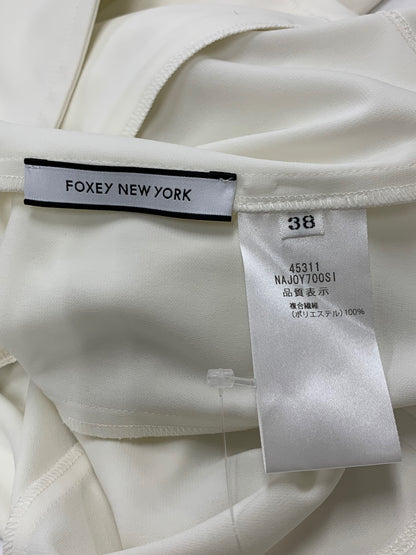 FOXEY NEW YORK
38
45311
NAJOY700SI
品質表示
複合繊維
(ポリエステル)100%